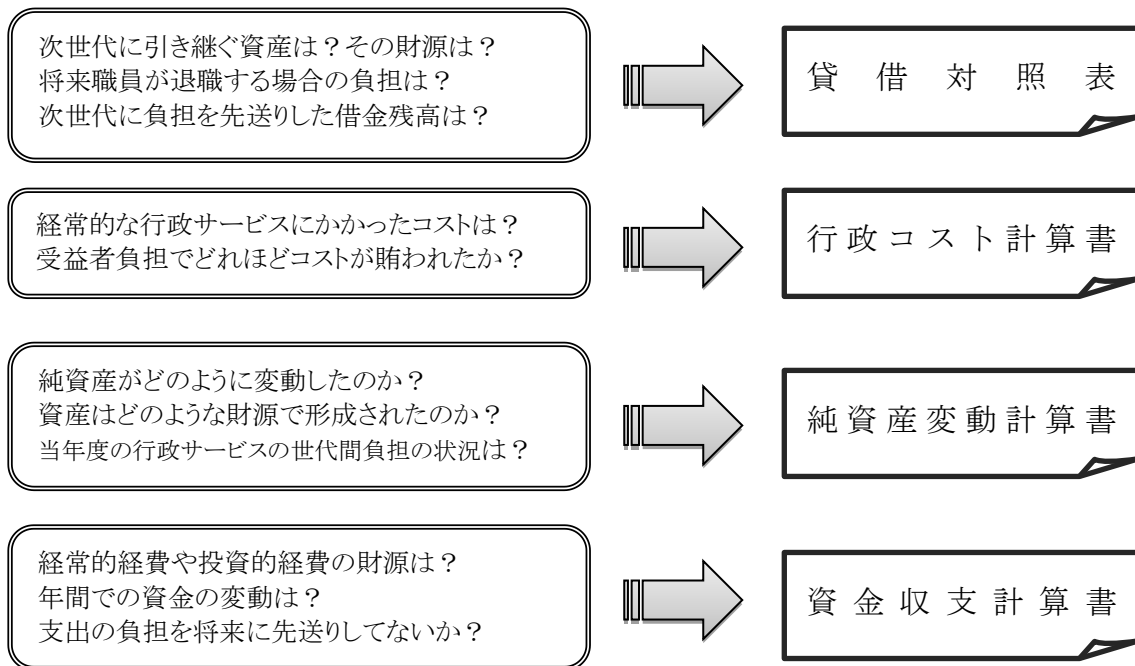 次世代に引き継ぐ資産は？その財源は？
将来職員が退職する場合の負担は？
次世代に負担を先送りした借金残高は？
貸借対照表
経常的な行政サービスにかかったコストは？
受益者負担でどれほどコストが賄われたか？
行政コスト計算書
純資産がどのように変動したのか？
資産はどのような財源で形成されたのか？
当年度の行政サービスの世代間負担の状況は？
純資産変動計算書
経常的経費や投資的経費の財源は？
年間での資金の変動は？
支出の負担を将来に先送りしてないか？
資金収支計算書